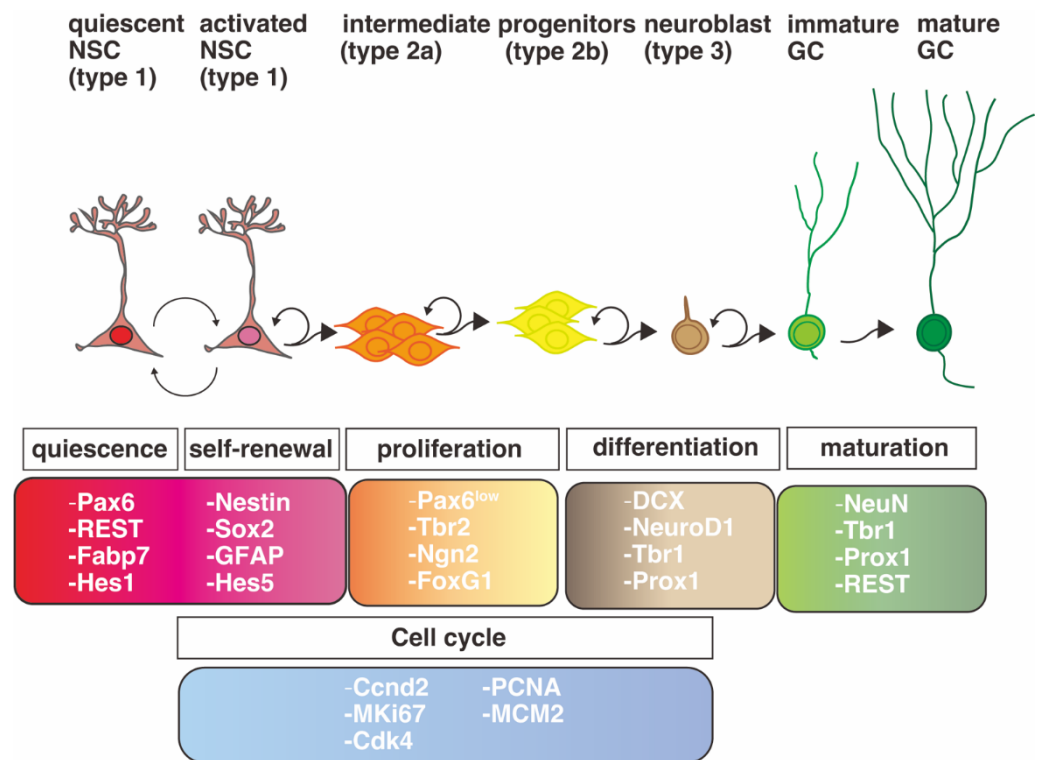 quiescent
NSC
(type 1)
activated
NSC
(type 1)
intermediate
(type 2a)
progenitors
(type 2b)
neuroblast
(type 3)
immature
GC
mature
GC
quiescence
self-renewal
proliferation
differentiation
maturation
-Pax6
-REST
-Fabp7
-Hes1
-Nestin
-Sox2
-GFAP
-Hes5
-Pax6low
-Tbr2
-Ngn2
-FoxG1
-DCX
-NeuroD1
-Tbr1
-Prox1
-NeuN
-Tbr1
-Prox1
-REST
Cell cycle
-Ccnd2
-MKi67
-Cdk4
-PCNA
-MCM2